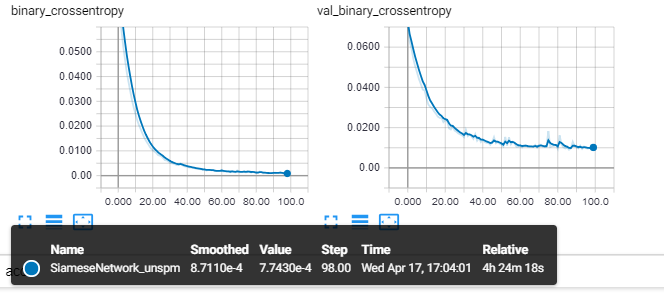 binary_crossentropy
0.0500
0.0400
0.0300
0.0200
0.0100
0.00
0.000 20.00 40.00 60.00 80.00 100.0
val_binary_crossentropy
0.0600
0.0400
0.0200
0.00
0.000 20.00 40.00 60.00 80.00 100.0
Name Smoothed Value Step Time Relative
SiameseNetwork_unspm 8.7110e-4 7.7430e-4 98.00 Wed Apr 17, 17:04:01 4h 24m 18s